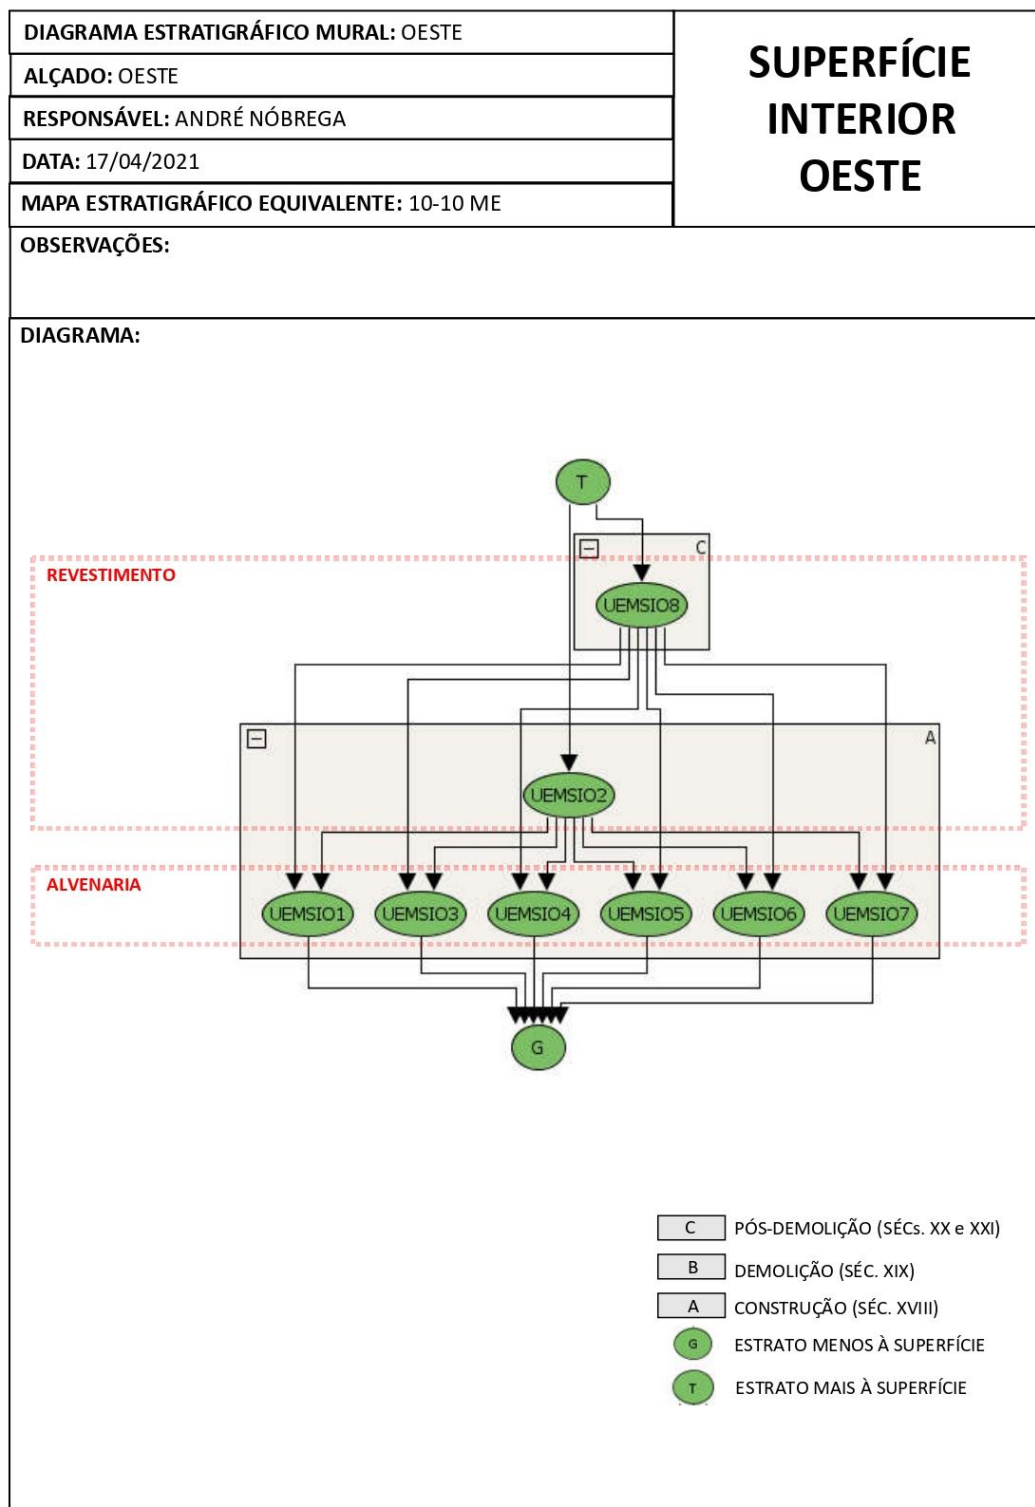 DIAGRAMA ESTRATIGRÁFICO MURAL: OESTE
ALÇADO: OESTE
RESPONSÁVEL: ANDRÉ NÓBREGA
DATA: 17/04/2021
MAPA ESTRATIGRÁFICO EQUIVALENTE: 10-10 ME
SUPERFÍCIE
INTERIOR
OESTE
OBSERVAÇÕES:
DIAGRAMA:
T
C
REVESTIMENTO
UEMSIO8
A
UEMSIO2
ALVENARIA
UEMSIO1 UEMSIO3 UEMSIO4 UEMSIO5 UEMSIO6 UEMSIO7
G
C PÓS-DEMOLIÇÃO (SÉCs. XX e XXI)
B DEMOLIÇÃO (SÉC. XIX)
A CONSTRUÇÃO (SÉC. XVIII)
G ESTRATO MENOS À SUPERFÍCIE
T ESTRATO MAIS À SUPERFÍCIE